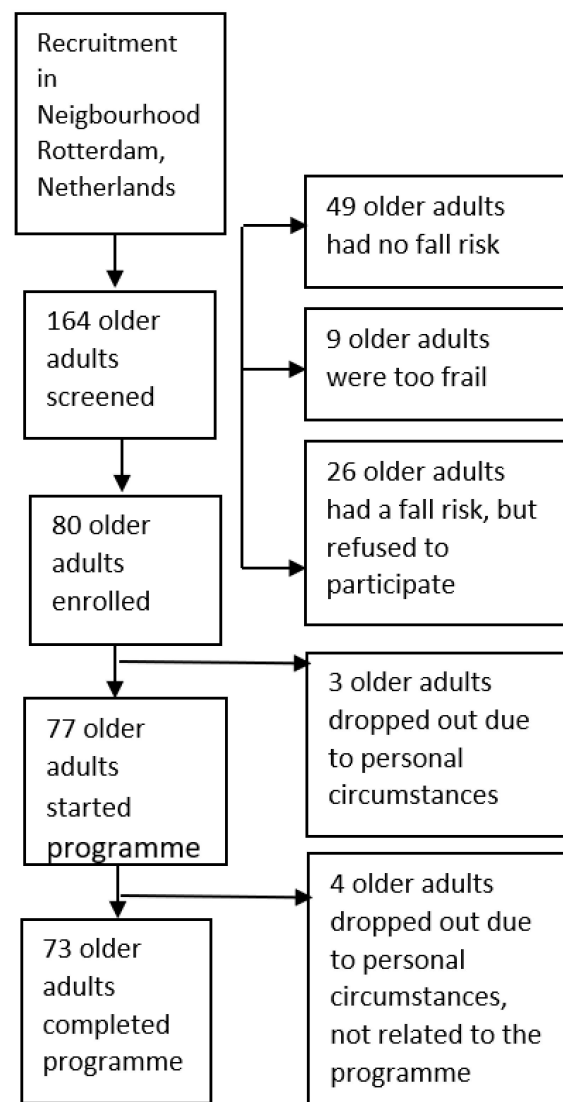 Recruitment
in
Neigbourhood
Rotterdam,
Netherlands
49 older adults
had no fall risk
164 older
adults
screened
9 older adults
were too frail
26 older adults
had a fall risk, but
refused to
participate
80 older
adults
enrolled
3 older adults
dropped out due
to personal
circumstances
77 older
adults
started
programme
4 older adults
dropped out due
to personal
circumstances,
not related to the
programme
73 older
adults
completed
programme